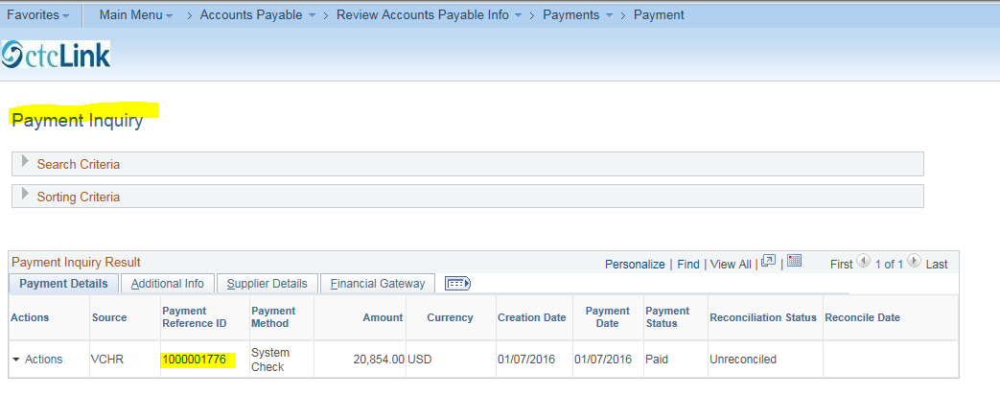 Favorites Main Menu > Accounts Payable > Review Accounts Payable Info > Payments > Payment
ctcLink
Payment Inquiry
Search Criteria
Sorting Criteria
Payment Inquiry Result Personalize | Find | View All | | First 1 of 1 Last
Payment Details Additional Info Supplier Details Financial Gateway
Actions Source Payment Reference ID Payment Method Amount Currency Creation Date Payment Date Payment Status Reconciliation Status Reconcile Date
Actions VCHR 1000001776 System Check 20,854.00 USD 01/07/2016 01/07/2016 Paid Unreconciled